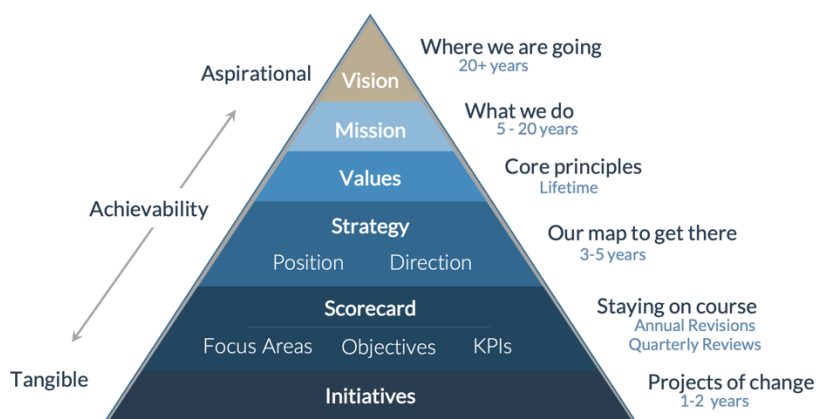 Where we are going
20+ years
Aspirational
Vision
What we do
5 - 20 years
Mission
Core principles
Lifetime
Values
Achievability
Strategy
Our map to get there
3-5 years
Position Direction
Scorecard
Staying on course
Annual Revisions
Quarterly Reviews
Focus Areas Objectives KPIs
Tangible
Initiatives
Projects of change
1-2 years